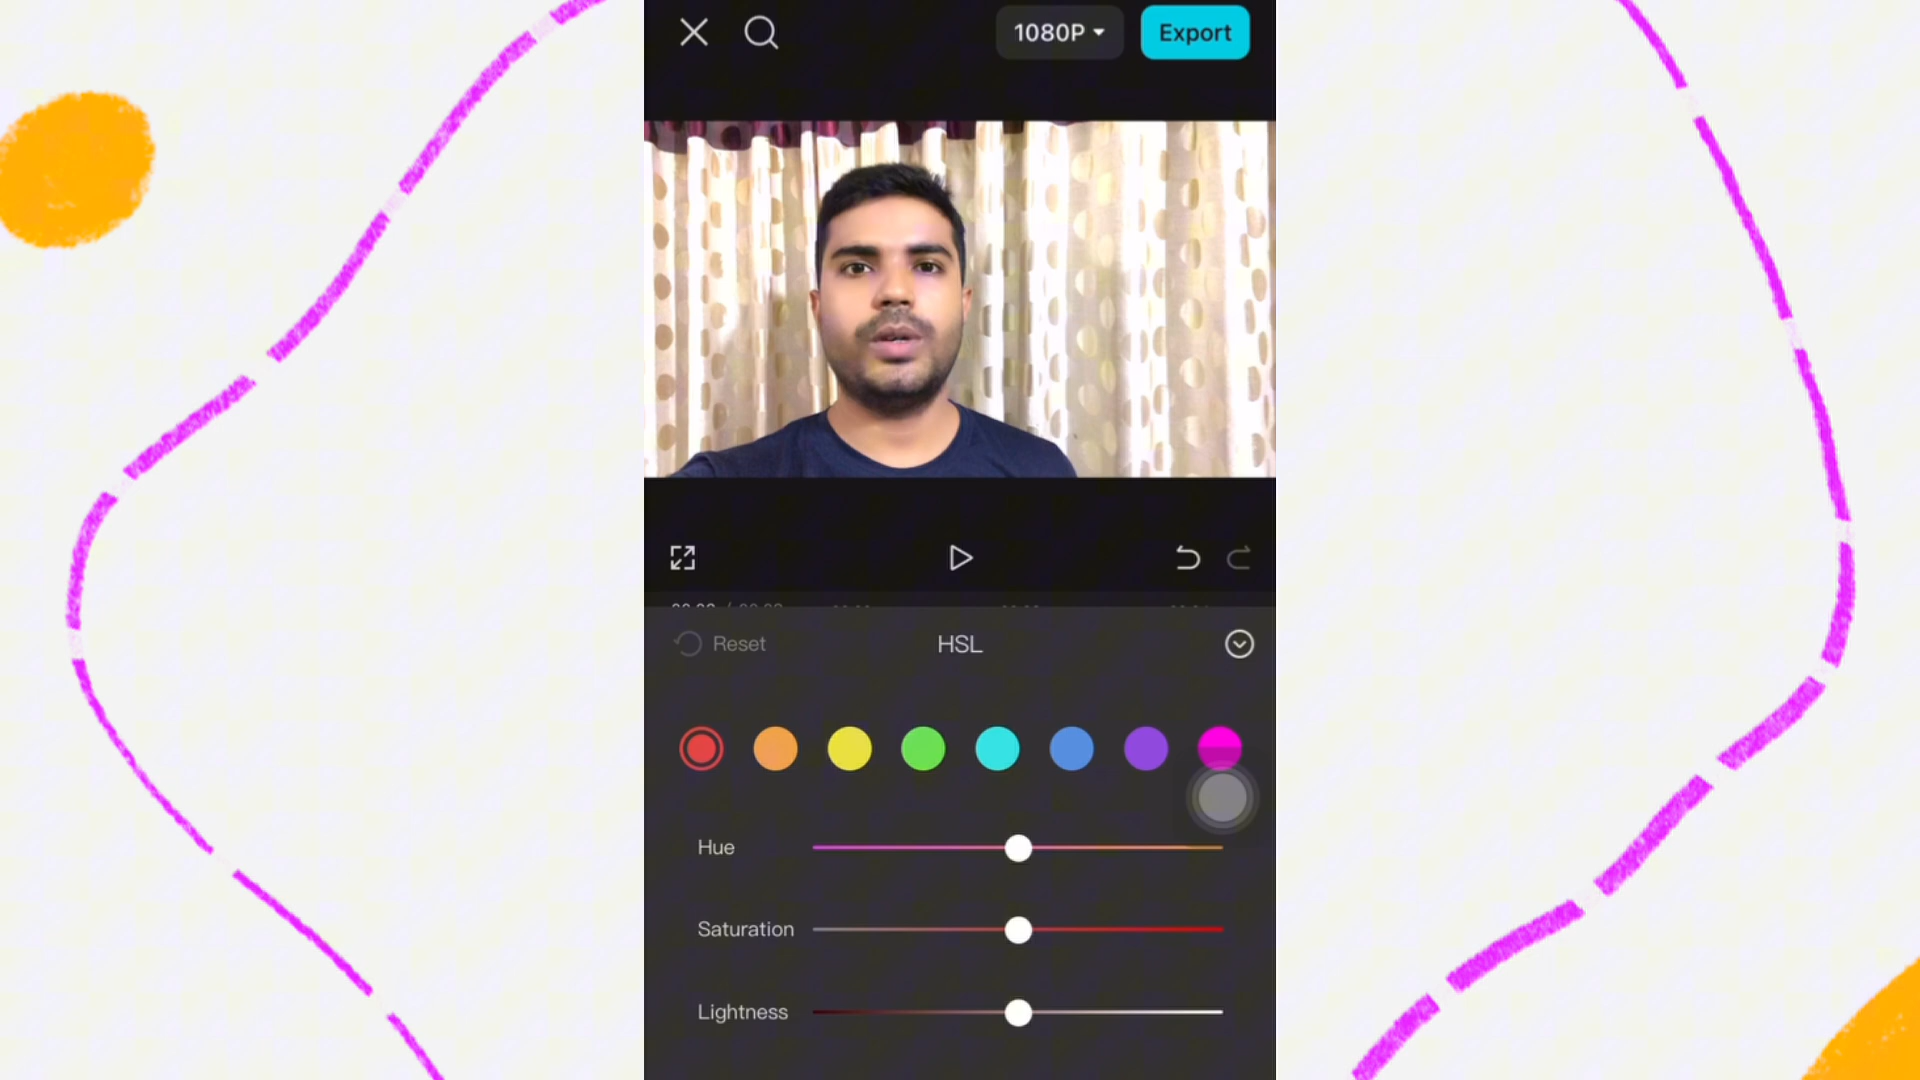 1080P Export
Reset HSL
Hue
Saturation
Lightness